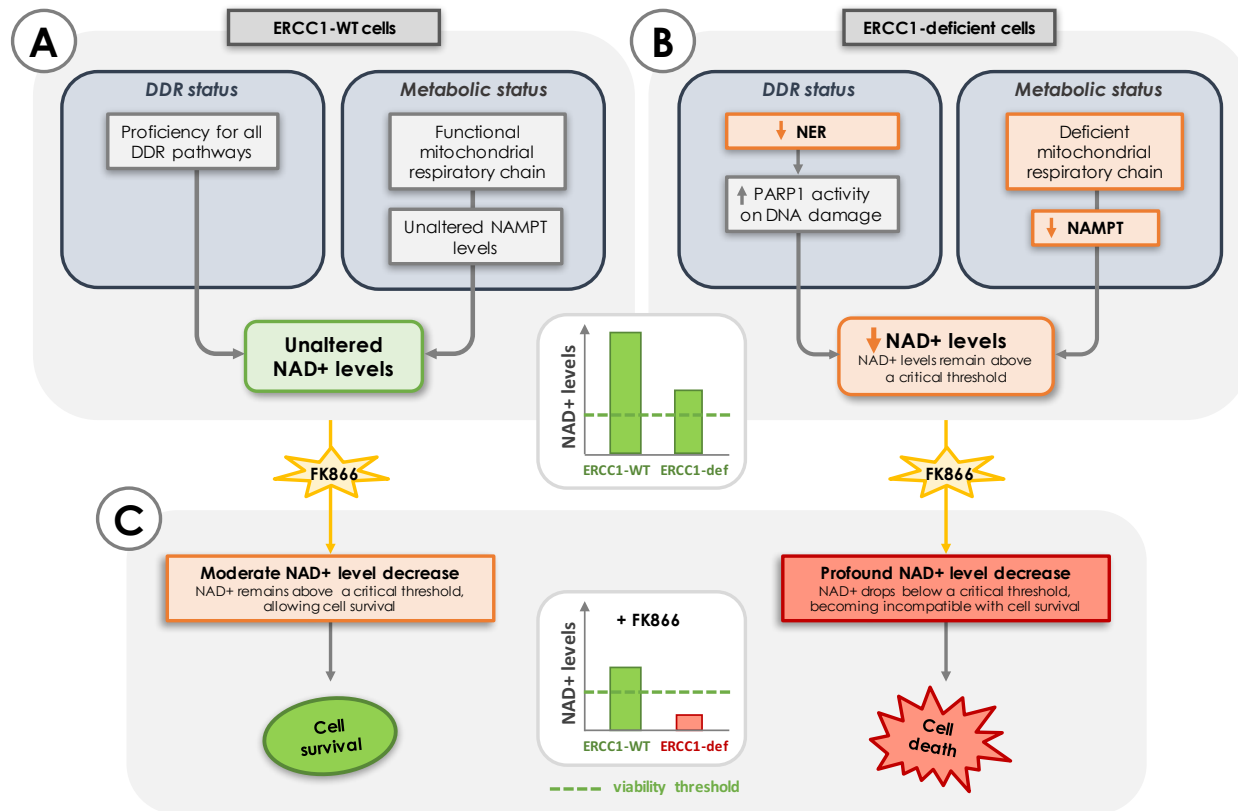 A
ERCC1-WT cells
DDR status
Proficiency for all
DDR pathways
Metabolic status
Functional
mitochondrial
respiratory chain
Unaltered NAMPT
levels
Unaltered
NAD+ levels
B
ERCC1-deficient cells
DDR status
↓ NER
↑ PARP1 activity
on DNA damage
Metabolic status
Deficient
mitochondrial
respiratory chain
↓ NAMPT
↓ NAD+ levels
NAD+ levels remain above
a critical threshold
NAD+ levels
ERCC1-WT ERCC1-def
FK866
FK866
C
Moderate NAD+ level decrease
NAD+ remains above a critical threshold,
allowing cell survival
Cell
survival
+ FK866
NAD+ levels
ERCC1-WT ERCC1-def
viability threshold
Profound NAD+ level decrease
NAD+ drops below a critical threshold,
becoming incompatible with cell survival
Cell
death